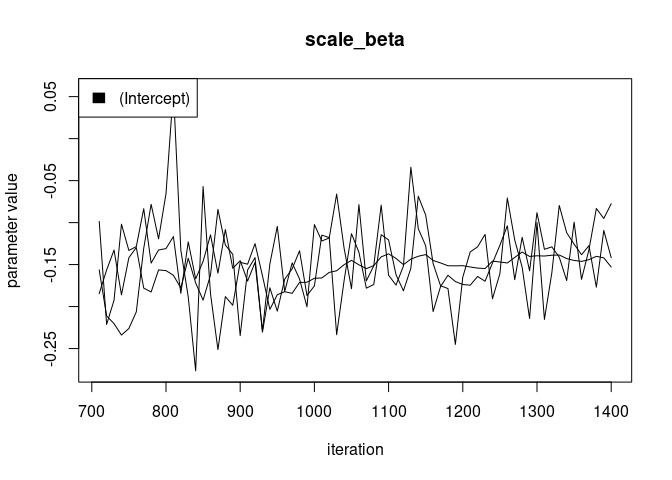 scale_beta
(Intercept)
parameter value
0.05
-0.05
-0.15
-0.25
700 800 900 1000 1100 1200 1300 1400
iteration